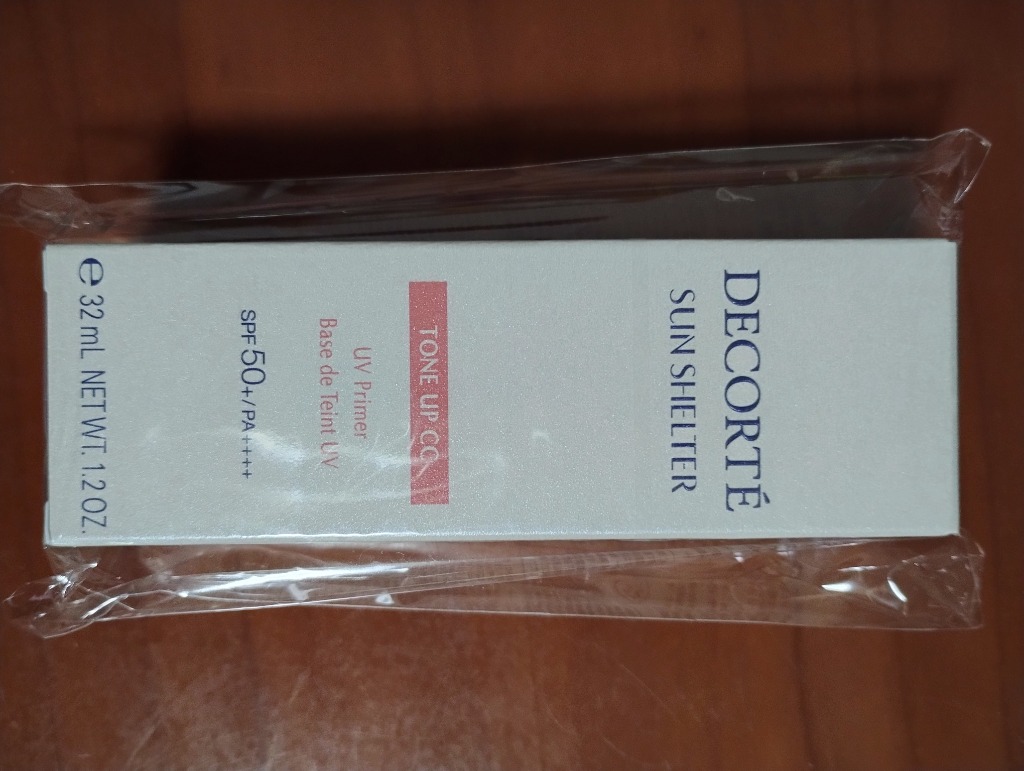 DECORTÉ
SUN SHELTER
TONE UP CC
UV Primer
Base de Teint UV
SPF50+/PA++++
e 32 mL NET WT. 1.2 OZ.